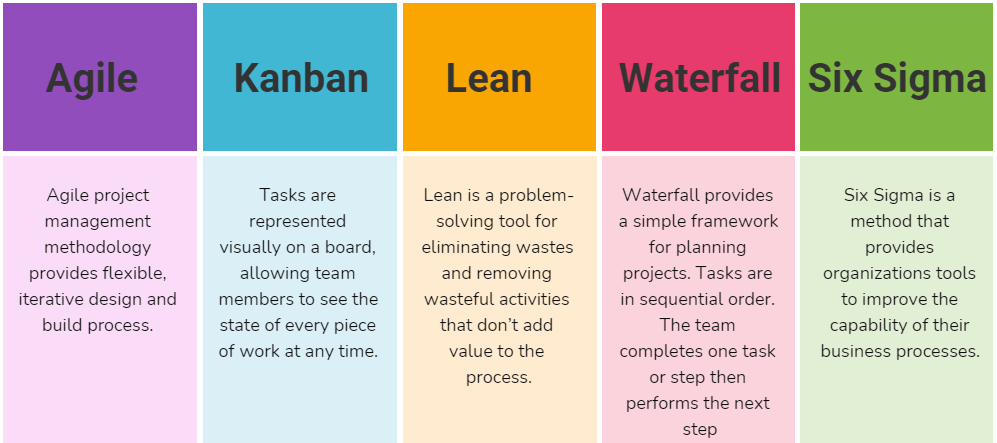 Agile
Kanban
Lean
Waterfall
Six Sigma
Agile project
management
methodology
provides flexible,
iterative design and
build process.
Tasks are
represented
visually on a board,
allowing team
members to see the
state of every piece
of work at any time.
Lean is a problem-
solving tool for
eliminating wastes
and removing
wasteful activities
that don’t add
value to the
process.
Waterfall provides
a simple framework
for planning
projects. Tasks are
in sequential order.
The team
completes one task
or step then
performs the next
step
Six Sigma is a
method that
provides
organizations tools
to improve the
capability of their
business processes.